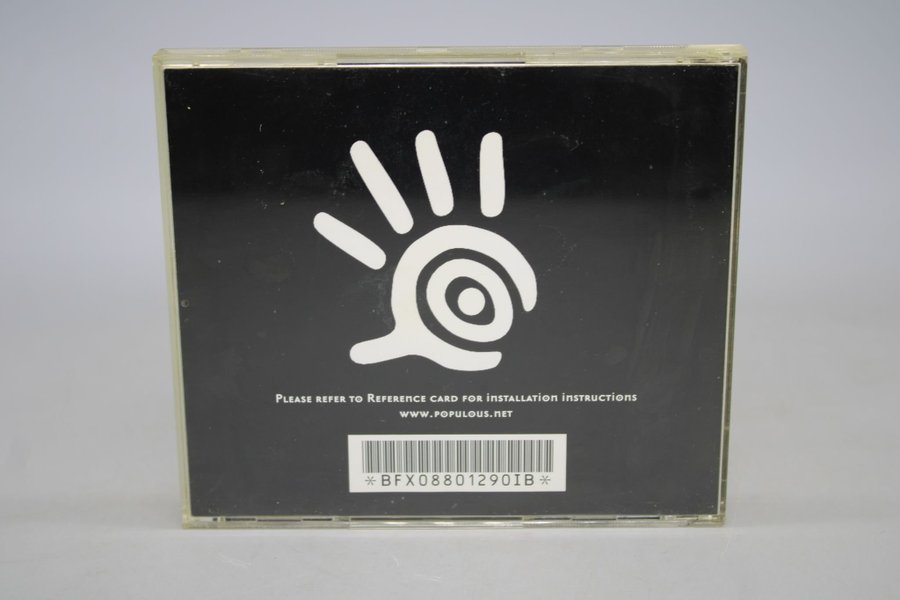 Please refer to Reference card for installation instructions
www.populous.net
*BFX08801290IB*